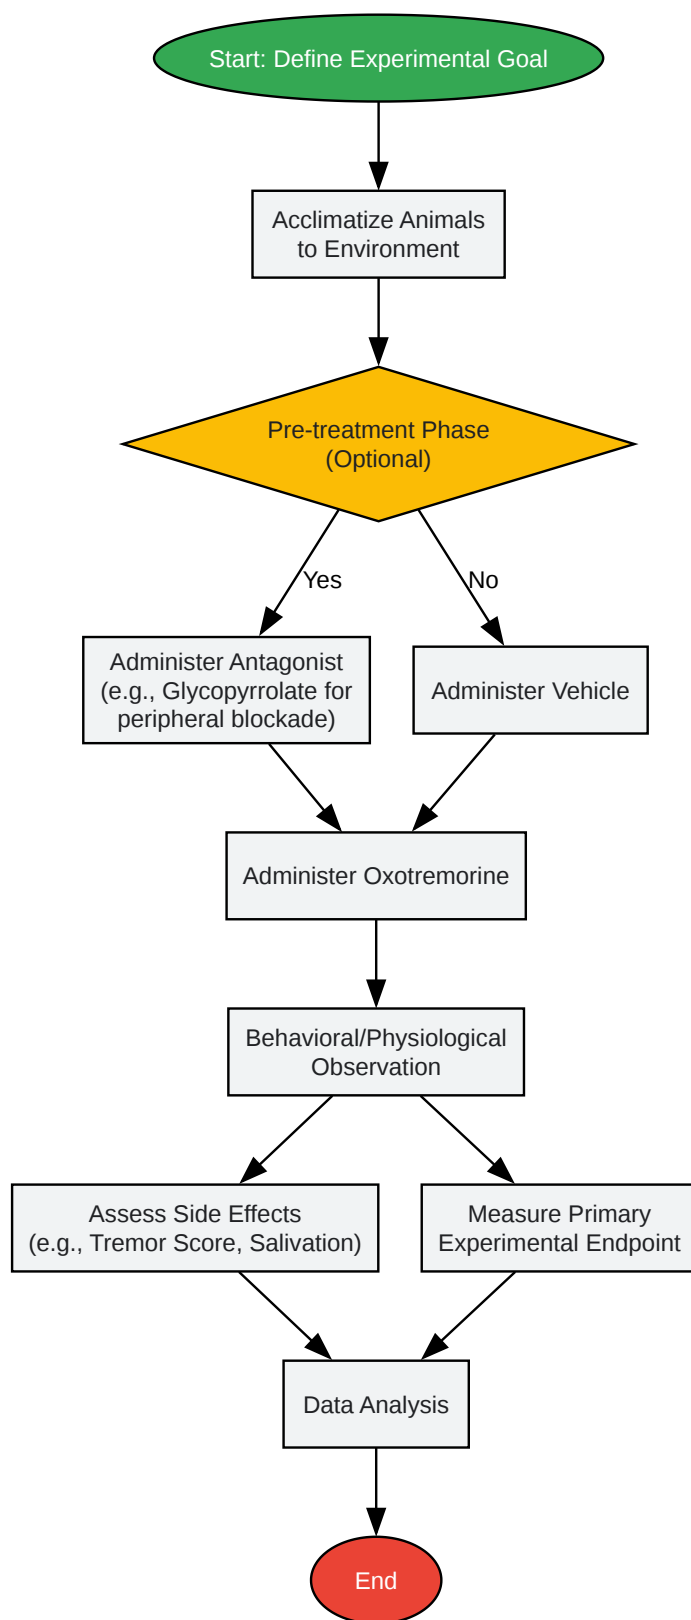 Start: Define Experimental Goal
Acclimatize Animals
to Environment
Pre-treatment Phase
(Optional)
Yes
No
Administer Antagonist
(e.g., Glycopyrrolate for
peripheral blockade)
Administer Vehicle
Administer Oxotremorine
Behavioral/Physiological
Observation
Assess Side Effects
(e.g., Tremor Score, Salivation)
Measure Primary
Experimental Endpoint
Data Analysis
End